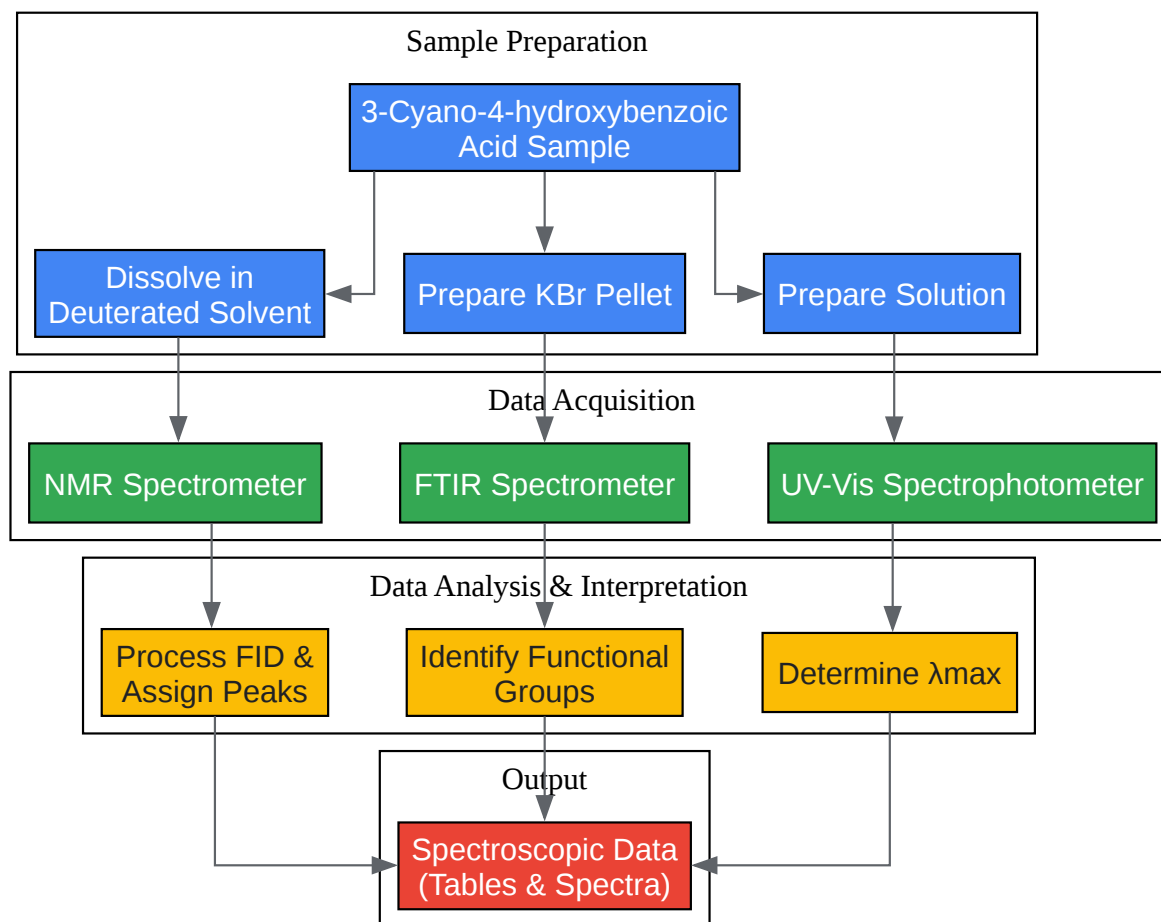 Sample Preparation
3-Cyano-4-hydroxybenzoic
Acid Sample
Dissolve in
Deuterated Solvent
Prepare KBr Pellet
Prepare Solution
Data Acquisition
NMR Spectrometer
FTIR Spectrometer
UV-Vis Spectrophotometer
Data Analysis & Interpretation
Process FID &
Assign Peaks
Identify Functional
Groups
Determine λmax
Output
Spectroscopic Data
(Tables & Spectra)